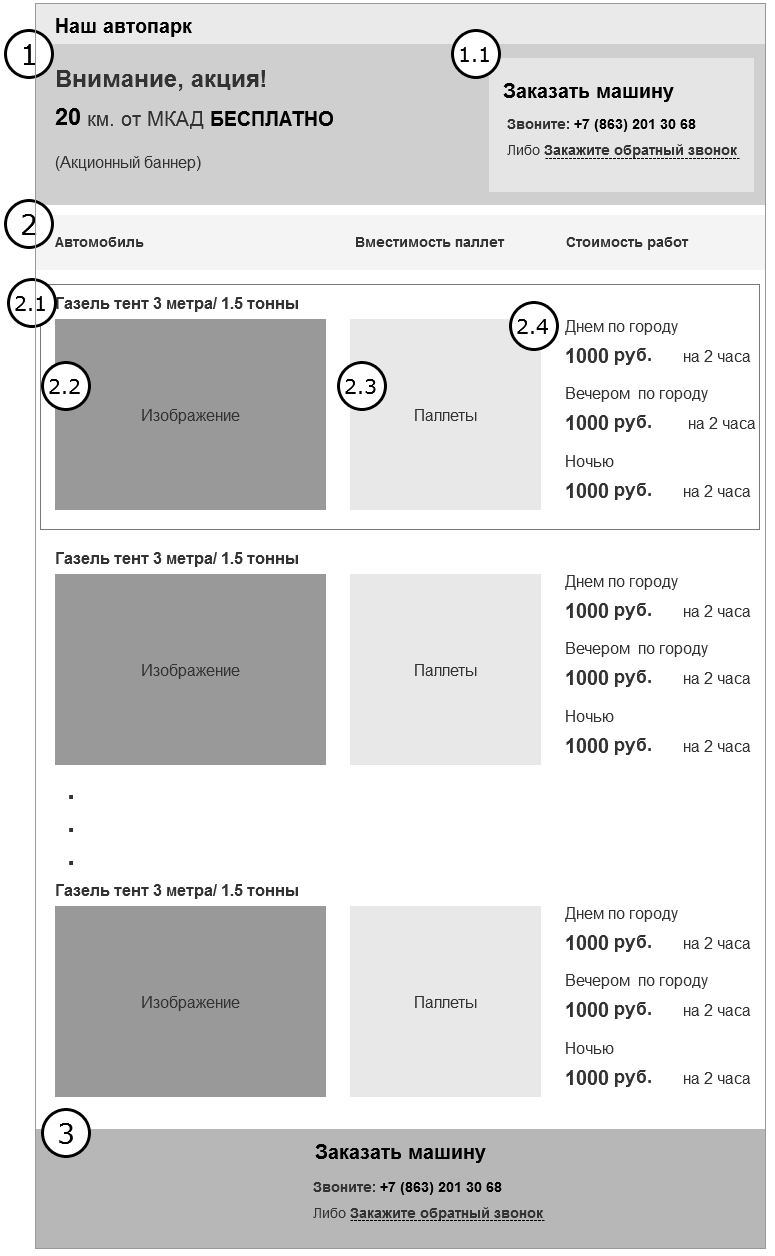 Наш автопарк
1
1.1
Внимание, акция!
Заказать машину
20 км. от МКАД БЕСПЛАТНО
Звоните: +7 (863) 201 30 68
Либо Закажите обратный звонок
(Акционный баннер)
2
Автомобиль Вместимость паллет Стоимость работ
2.1
Газель тент 3 метра/ 1.5 тонны
2.2
Изображение
2.3
Паллеты
2.4
Днем по городу
1000 руб. на 2 часа
Вечером по городу
1000 руб. на 2 часа
Ночью
1000 руб. на 2 часа
Газель тент 3 метра/ 1.5 тонны
Изображение
Паллеты
Днем по городу
1000 руб. на 2 часа
Вечером по городу
1000 руб. на 2 часа
Ночью
1000 руб. на 2 часа
Газель тент 3 метра/ 1.5 тонны
Изображение
Паллеты
Днем по городу
1000 руб. на 2 часа
Вечером по городу
1000 руб. на 2 часа
Ночью
1000 руб. на 2 часа
3
Заказать машину
Звоните: +7 (863) 201 30 68
Либо Закажите обратный звонок